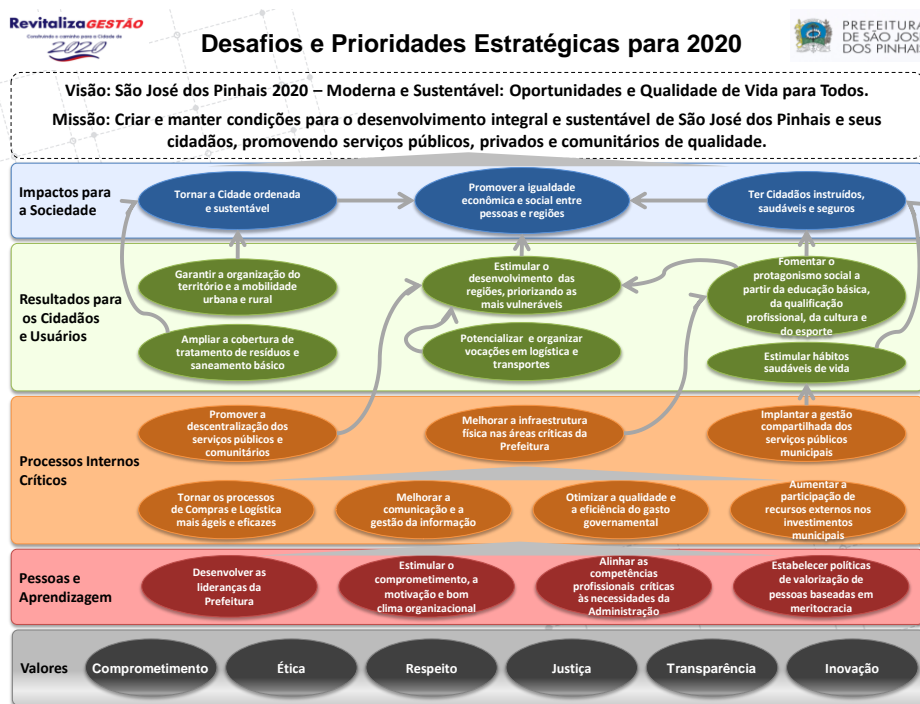 RevitalizaGESTÃO
Construindo o caminho para a Cidade de
2020
Desafios e Prioridades Estratégicas para 2020
PREFEITURA
DE SÃO JOSÉ
DOS PINHAIS
Visão: São José dos Pinhais 2020 – Moderna e Sustentável: Oportunidades e Qualidade de Vida para Todos.
Missão: Criar e manter condições para o desenvolvimento integral e sustentável de São José dos Pinhais e seus
cidadãos, promovendo serviços públicos, privados e comunitários de qualidade.
Impactos para
a Sociedade
Tornar a Cidade ordenada
e sustentável
Promover a igualdade
econômica e social entre
pessoas e regiões
Ter Cidadãos instruídos,
saudáveis e seguros
Resultados para
os Cidadãos
e Usuários
Garantir a organização do
território e a mobilidade
urbana e rural
Estimular o
desenvolvimento das
regiões, priorizando as
mais vulneráveis
Fomentar o
protagonismo social a
partir da educação básica,
da qualificação
profissional, da cultura e
do esporte
Ampliar a cobertura de
tratamento de resíduos e
saneamento básico
Potencializar e organizar
vocações em logística e
transportes
Estimular hábitos
saudáveis de vida
Processos Internos
Críticos
Promover a
descentralização dos
serviços públicos e
comunitários
Melhorar a infraestrutura
física nas áreas críticas da
Prefeitura
Implantar a gestão
compartilhada dos
serviços públicos
municipais
Tornar os processos
de Compras e Logística
mais ágeis e eficazes
Melhorar a
comunicação e a
gestão da informação
Otimizar a qualidade e
a eficiência do gasto
governamental
Aumentar a
participação de
recursos externos nos
investimentos
municipais
Pessoas e
Aprendizagem
Desenvolver as
lideranças da
Prefeitura
Estimular o
comprometimento, a
motivação e bom
clima organizacional
Alinhar as
competências
profissionais críticas
às necessidades da
Administração
Estabelecer políticas
de valorização de
pessoas baseadas em
meritocracia
Valores
Comprometimento
Ética
Respeito
Justiça
Transparência
Inovação